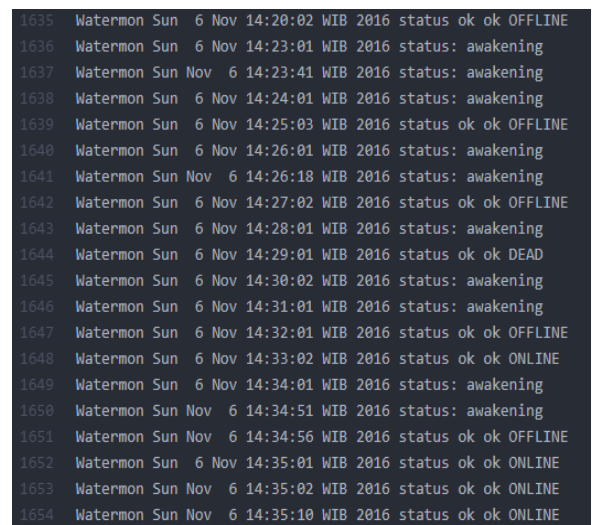 1635 Watermon Sun  6 Nov 14:20:02 WIB 2016 status ok ok OFFLINE
1636 Watermon Sun  6 Nov 14:23:01 WIB 2016 status: awakening
1637 Watermon Sun Nov  6 14:23:41 WIB 2016 status: awakening
1638 Watermon Sun  6 Nov 14:24:01 WIB 2016 status: awakening
1639 Watermon Sun  6 Nov 14:25:03 WIB 2016 status ok ok OFFLINE
1640 Watermon Sun  6 Nov 14:26:01 WIB 2016 status: awakening
1641 Watermon Sun Nov  6 14:26:18 WIB 2016 status: awakening
1642 Watermon Sun  6 Nov 14:27:02 WIB 2016 status ok ok OFFLINE
1643 Watermon Sun  6 Nov 14:28:01 WIB 2016 status: awakening
1644 Watermon Sun  6 Nov 14:29:01 WIB 2016 status ok ok DEAD
1645 Watermon Sun  6 Nov 14:30:02 WIB 2016 status: awakening
1646 Watermon Sun  6 Nov 14:31:01 WIB 2016 status: awakening
1647 Watermon Sun  6 Nov 14:32:01 WIB 2016 status ok ok OFFLINE
1648 Watermon Sun  6 Nov 14:33:02 WIB 2016 status ok ok ONLINE
1649 Watermon Sun  6 Nov 14:34:01 WIB 2016 status: awakening
1650 Watermon Sun Nov  6 14:34:51 WIB 2016 status: awakening
1651 Watermon Sun Nov  6 14:34:56 WIB 2016 status ok ok OFFLINE
1652 Watermon Sun  6 Nov 14:35:01 WIB 2016 status ok ok ONLINE
1653 Watermon Sun Nov  6 14:35:02 WIB 2016 status ok ok ONLINE
1654 Watermon Sun Nov  6 14:35:10 WIB 2016 status ok ok ONLINE